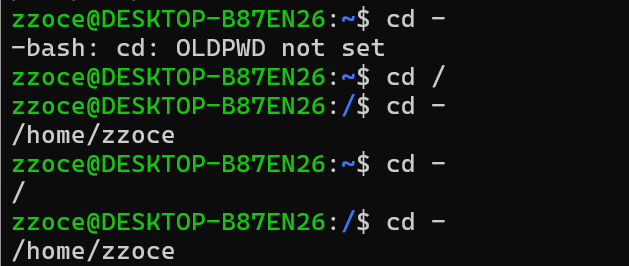 zzoce@DESKTOP-B87EN26:~$ cd -
-bash: cd: OLDPWD not set
zzoce@DESKTOP-B87EN26:~$ cd /
zzoce@DESKTOP-B87EN26:/$ cd -
/home/zzoce
zzoce@DESKTOP-B87EN26:~$ cd -
/
zzoce@DESKTOP-B87EN26:/$ cd -
/home/zzoce